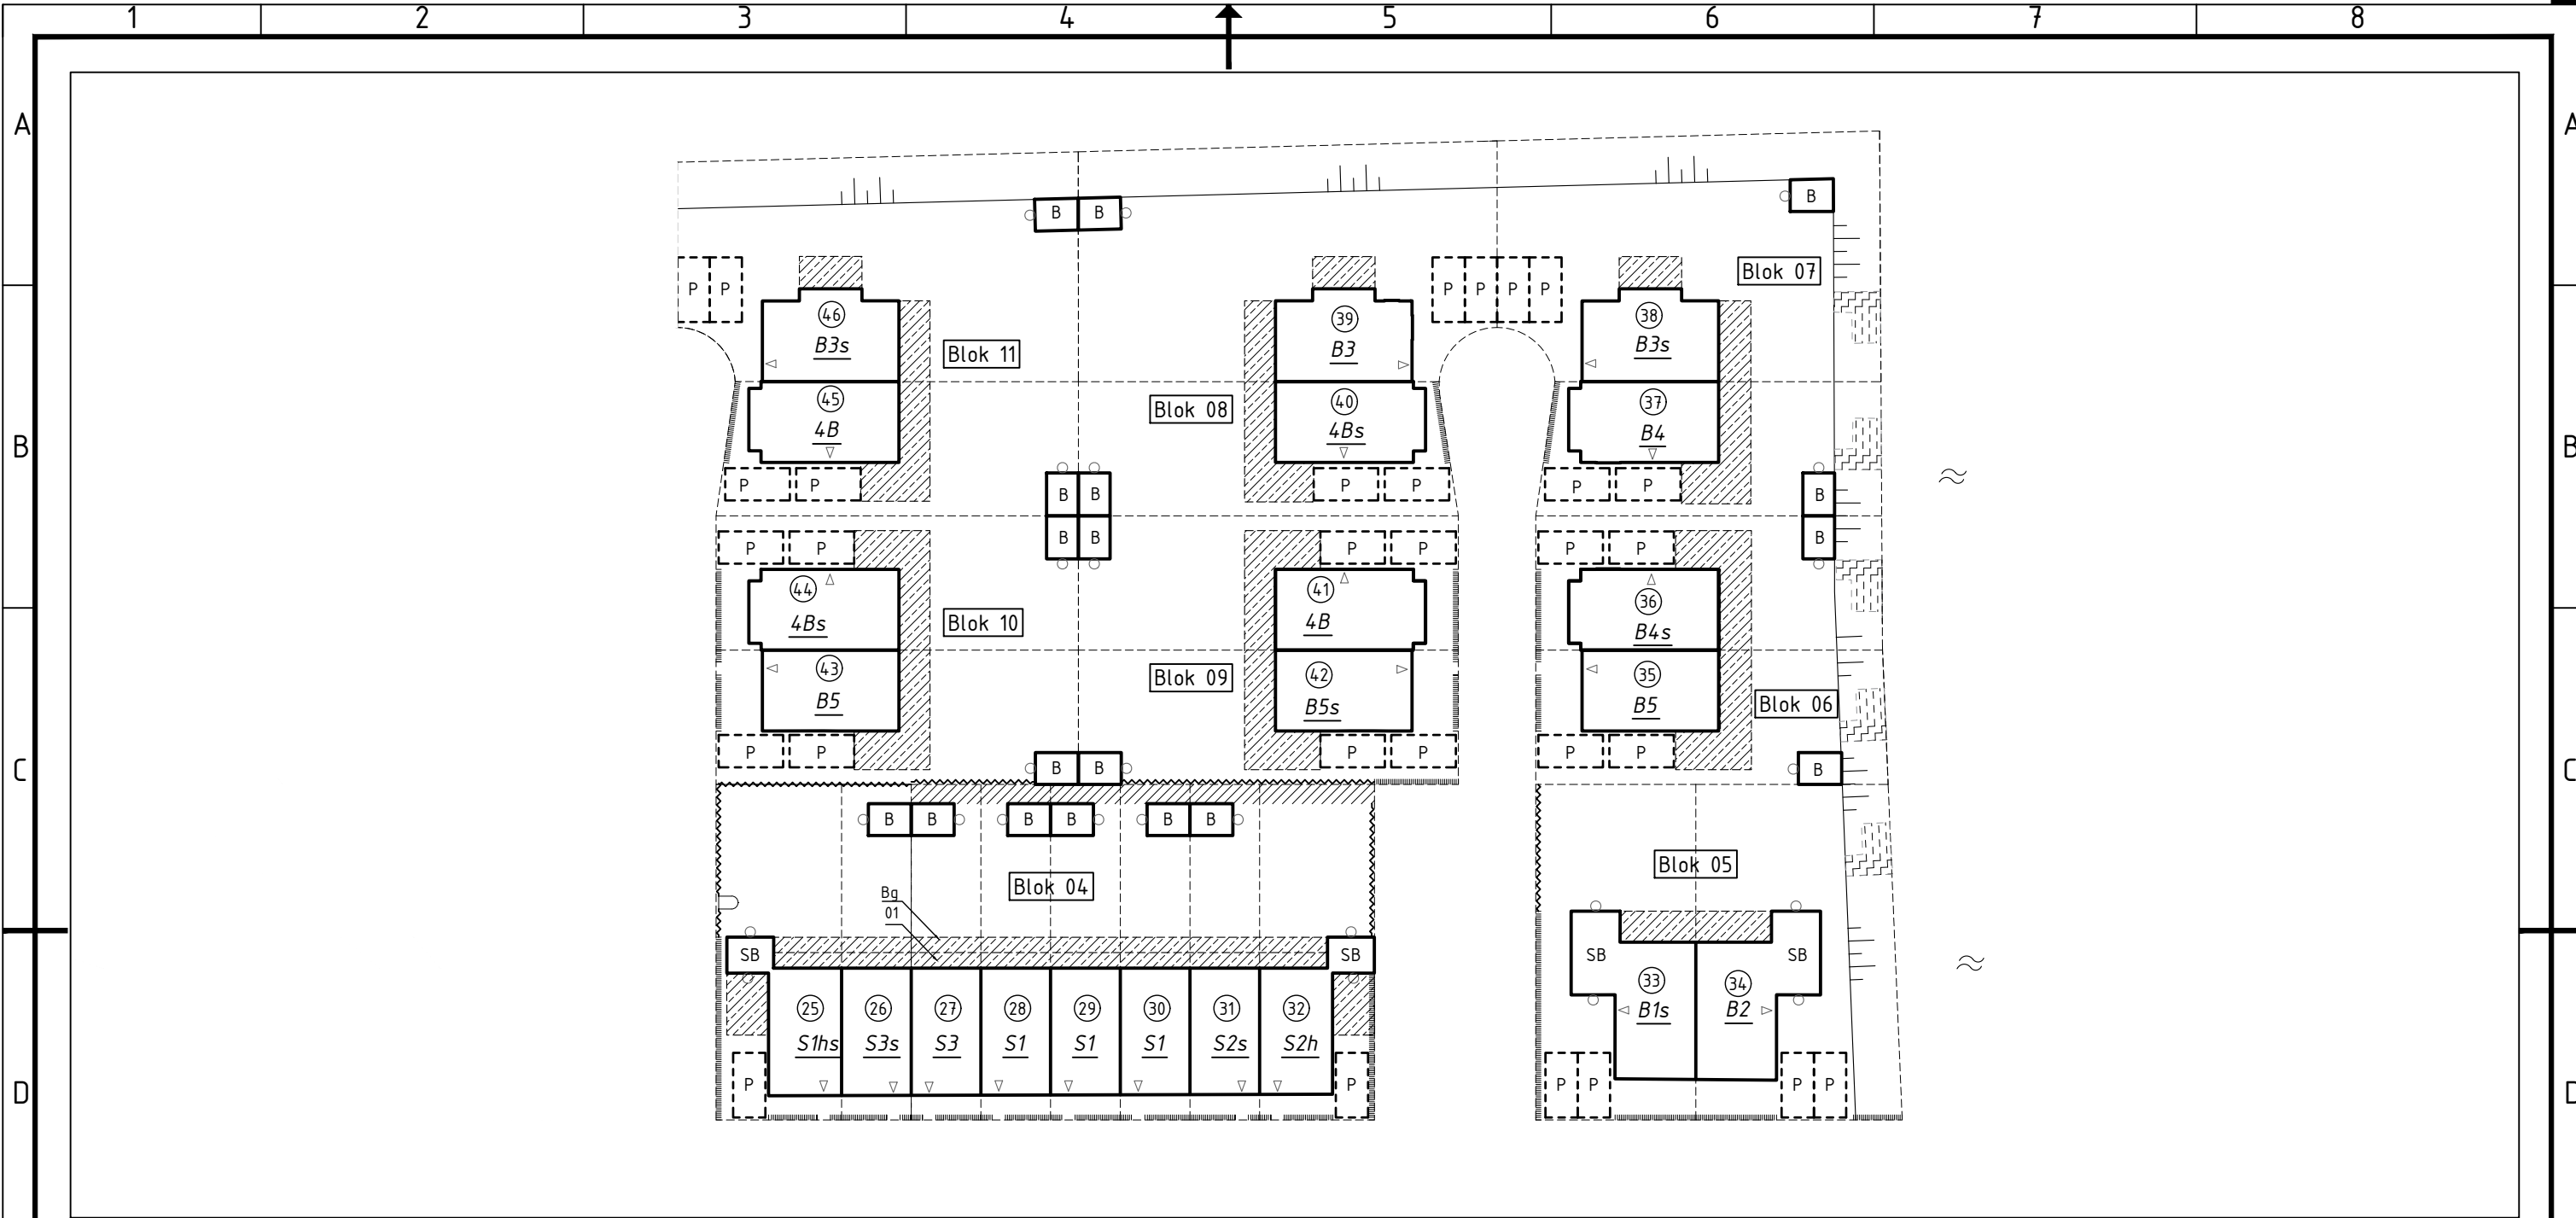 1 2 3 4 5 6 7 8
A A
B
B B
P P P P P P
Blok 07
46 39 38
B3s B3 B3s
Blok 11
45 40 37
4B 4Bs B4
Blok 08
B B
P P P P P P
B B B
B B B
P P P P P P
44 41 36
4Bs 4B B4s
Blok 10
43 42 35
B5 B5s B5
Blok 09
Blok 06
P P P P P P
C C
B B B
B B B B B B
Blok 05
Blok 04
Bg
01
SB SB SB SB
33 34
B1s B2
25 26 27 28 29 30 31 32
S1hs S3s S3 S1 S1 S1 S2s S2h
P P P P P P
D D